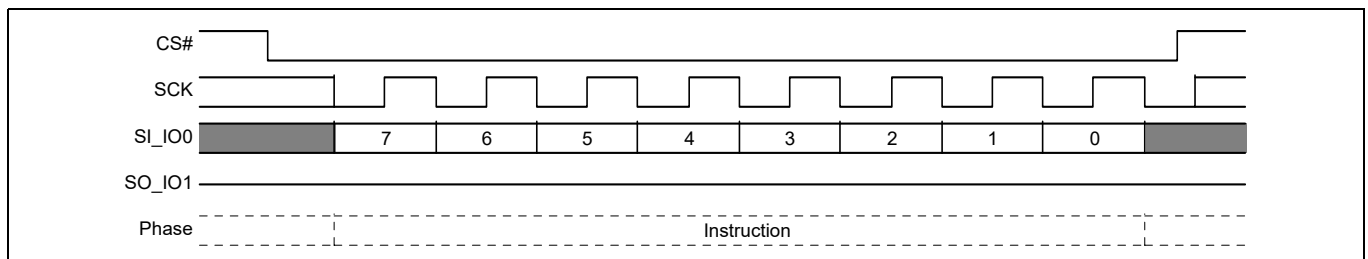 CS#
SCK
SI_IO0 7 6 5 4 3 2 1 0
SO_IO1
Phase Instruction